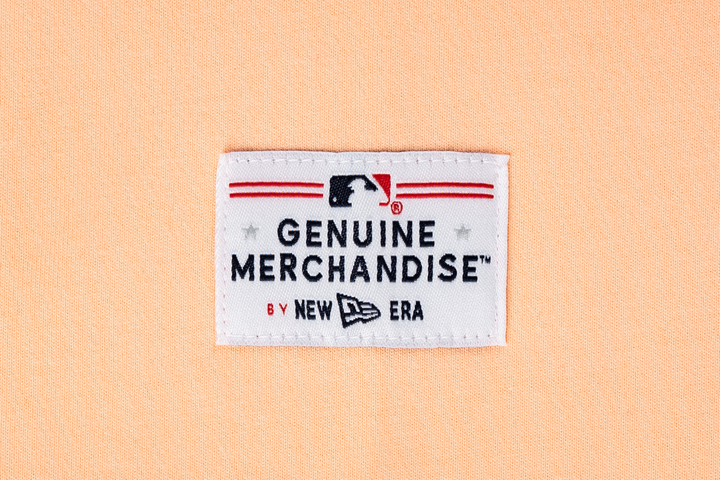 ®
GENUINE
MERCHANDISE™
BY NEW ERA